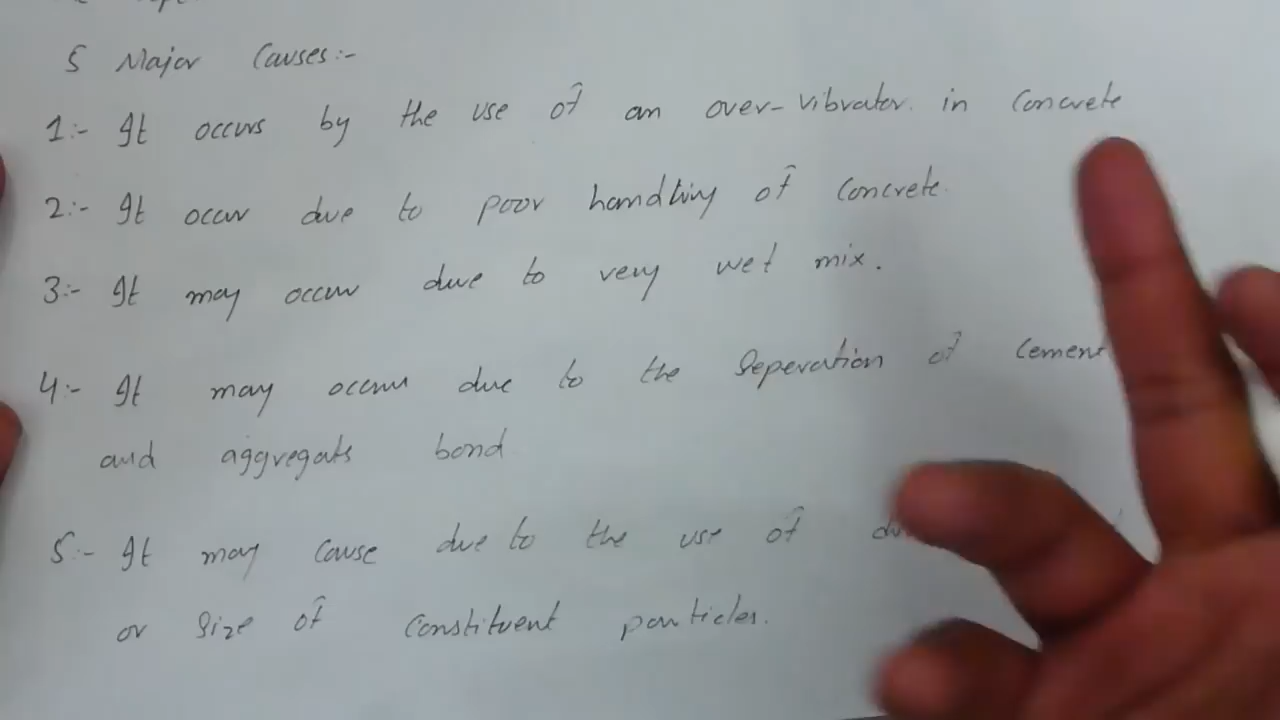 5 Major Causes:-
1:- It occurs by the use of an over-vibrator. in Concrete
2:- It occur due to poor handling of Concrete.
3:- It may occur due to very wet mix.
4:- It may occur due to the Seperation of Cement
and aggregats bond
5:- It may Cause due to the use of
or Size of Constituent particles.